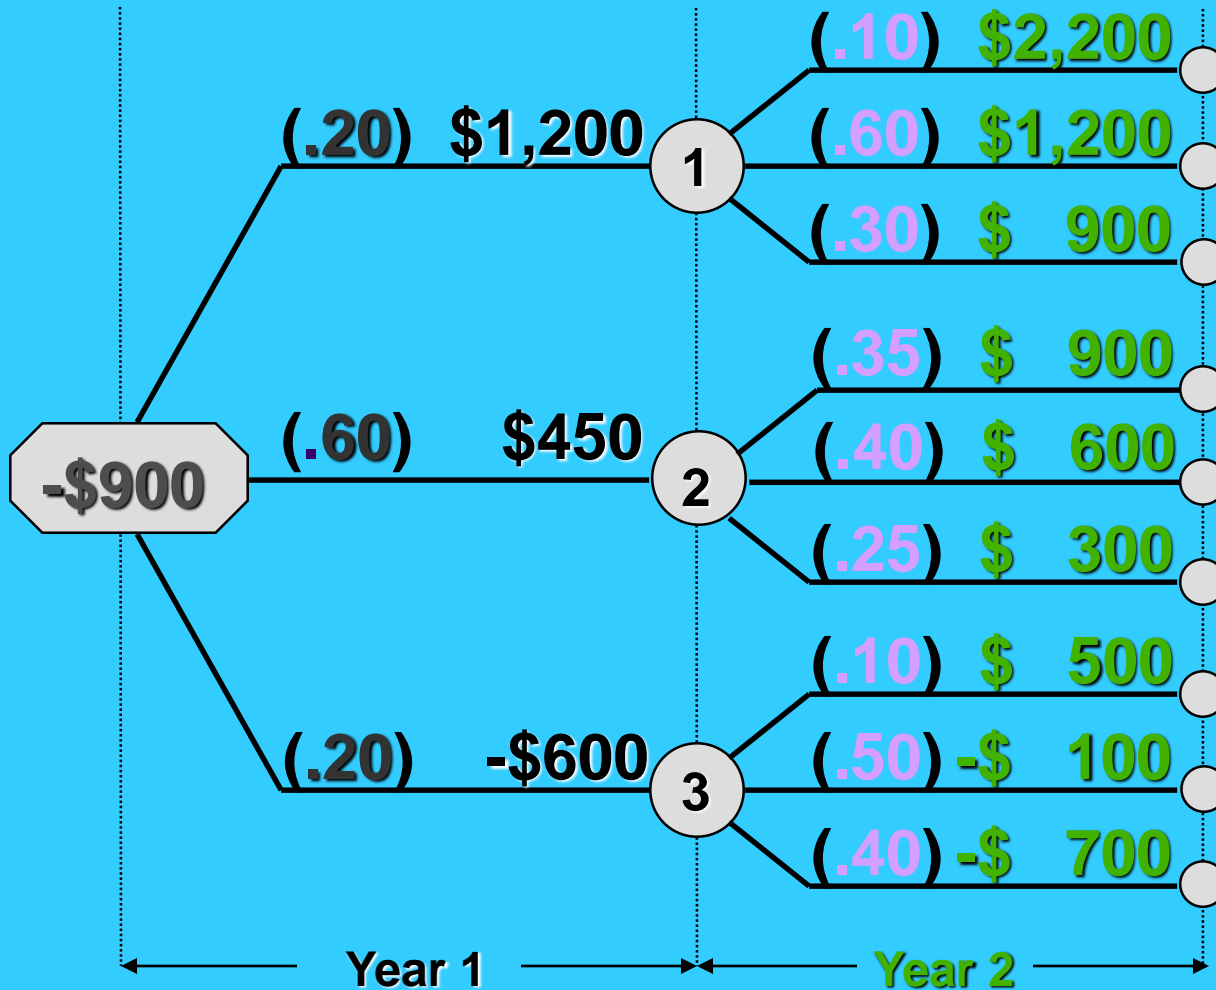 (.10) $2,200
(.20) $1,200
1
(.60) $1,200
(.30) $ 900
(.35) $ 900
-$900
(.60) $450
2
(.40) $ 600
(.25) $ 300
(.10) $ 500
(.20) -$600
3
(.50) -$ 100
(.40) -$ 700
Year 1
Year 2